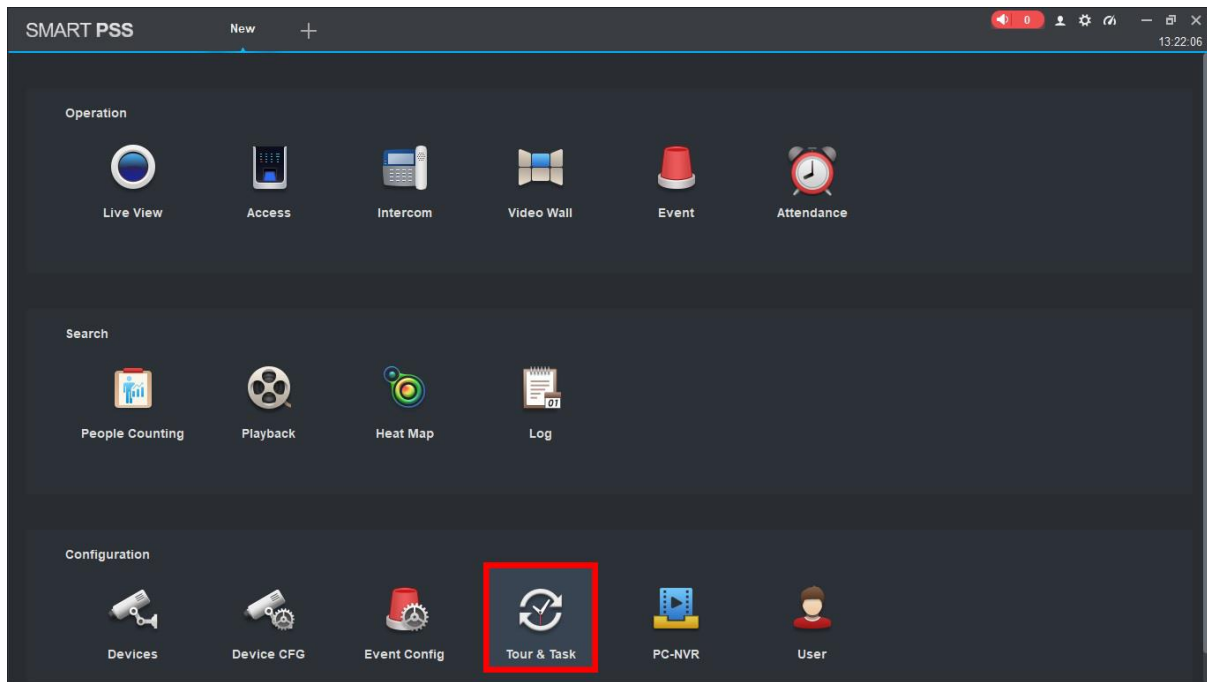 SMART PSS New + 0
13:22:06
Operation
Live View Access Intercom Video Wall Event Attendance
Search
01
People Counting Playback Heat Map Log
Configuration
Devices Device CFG Event Config Tour & Task PC-NVR User